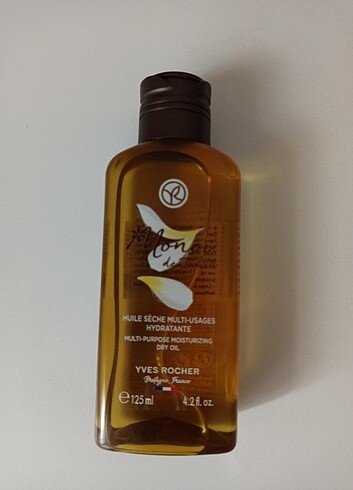 Monoï
de
HUILE SÈCHE MULTI-USAGES
HYDRATANTE
MULTI-PURPOSE MOISTURIZING
DRY OIL
YVES ROCHER
Bretagne, France
℮125 ml 4.2 fl. oz.